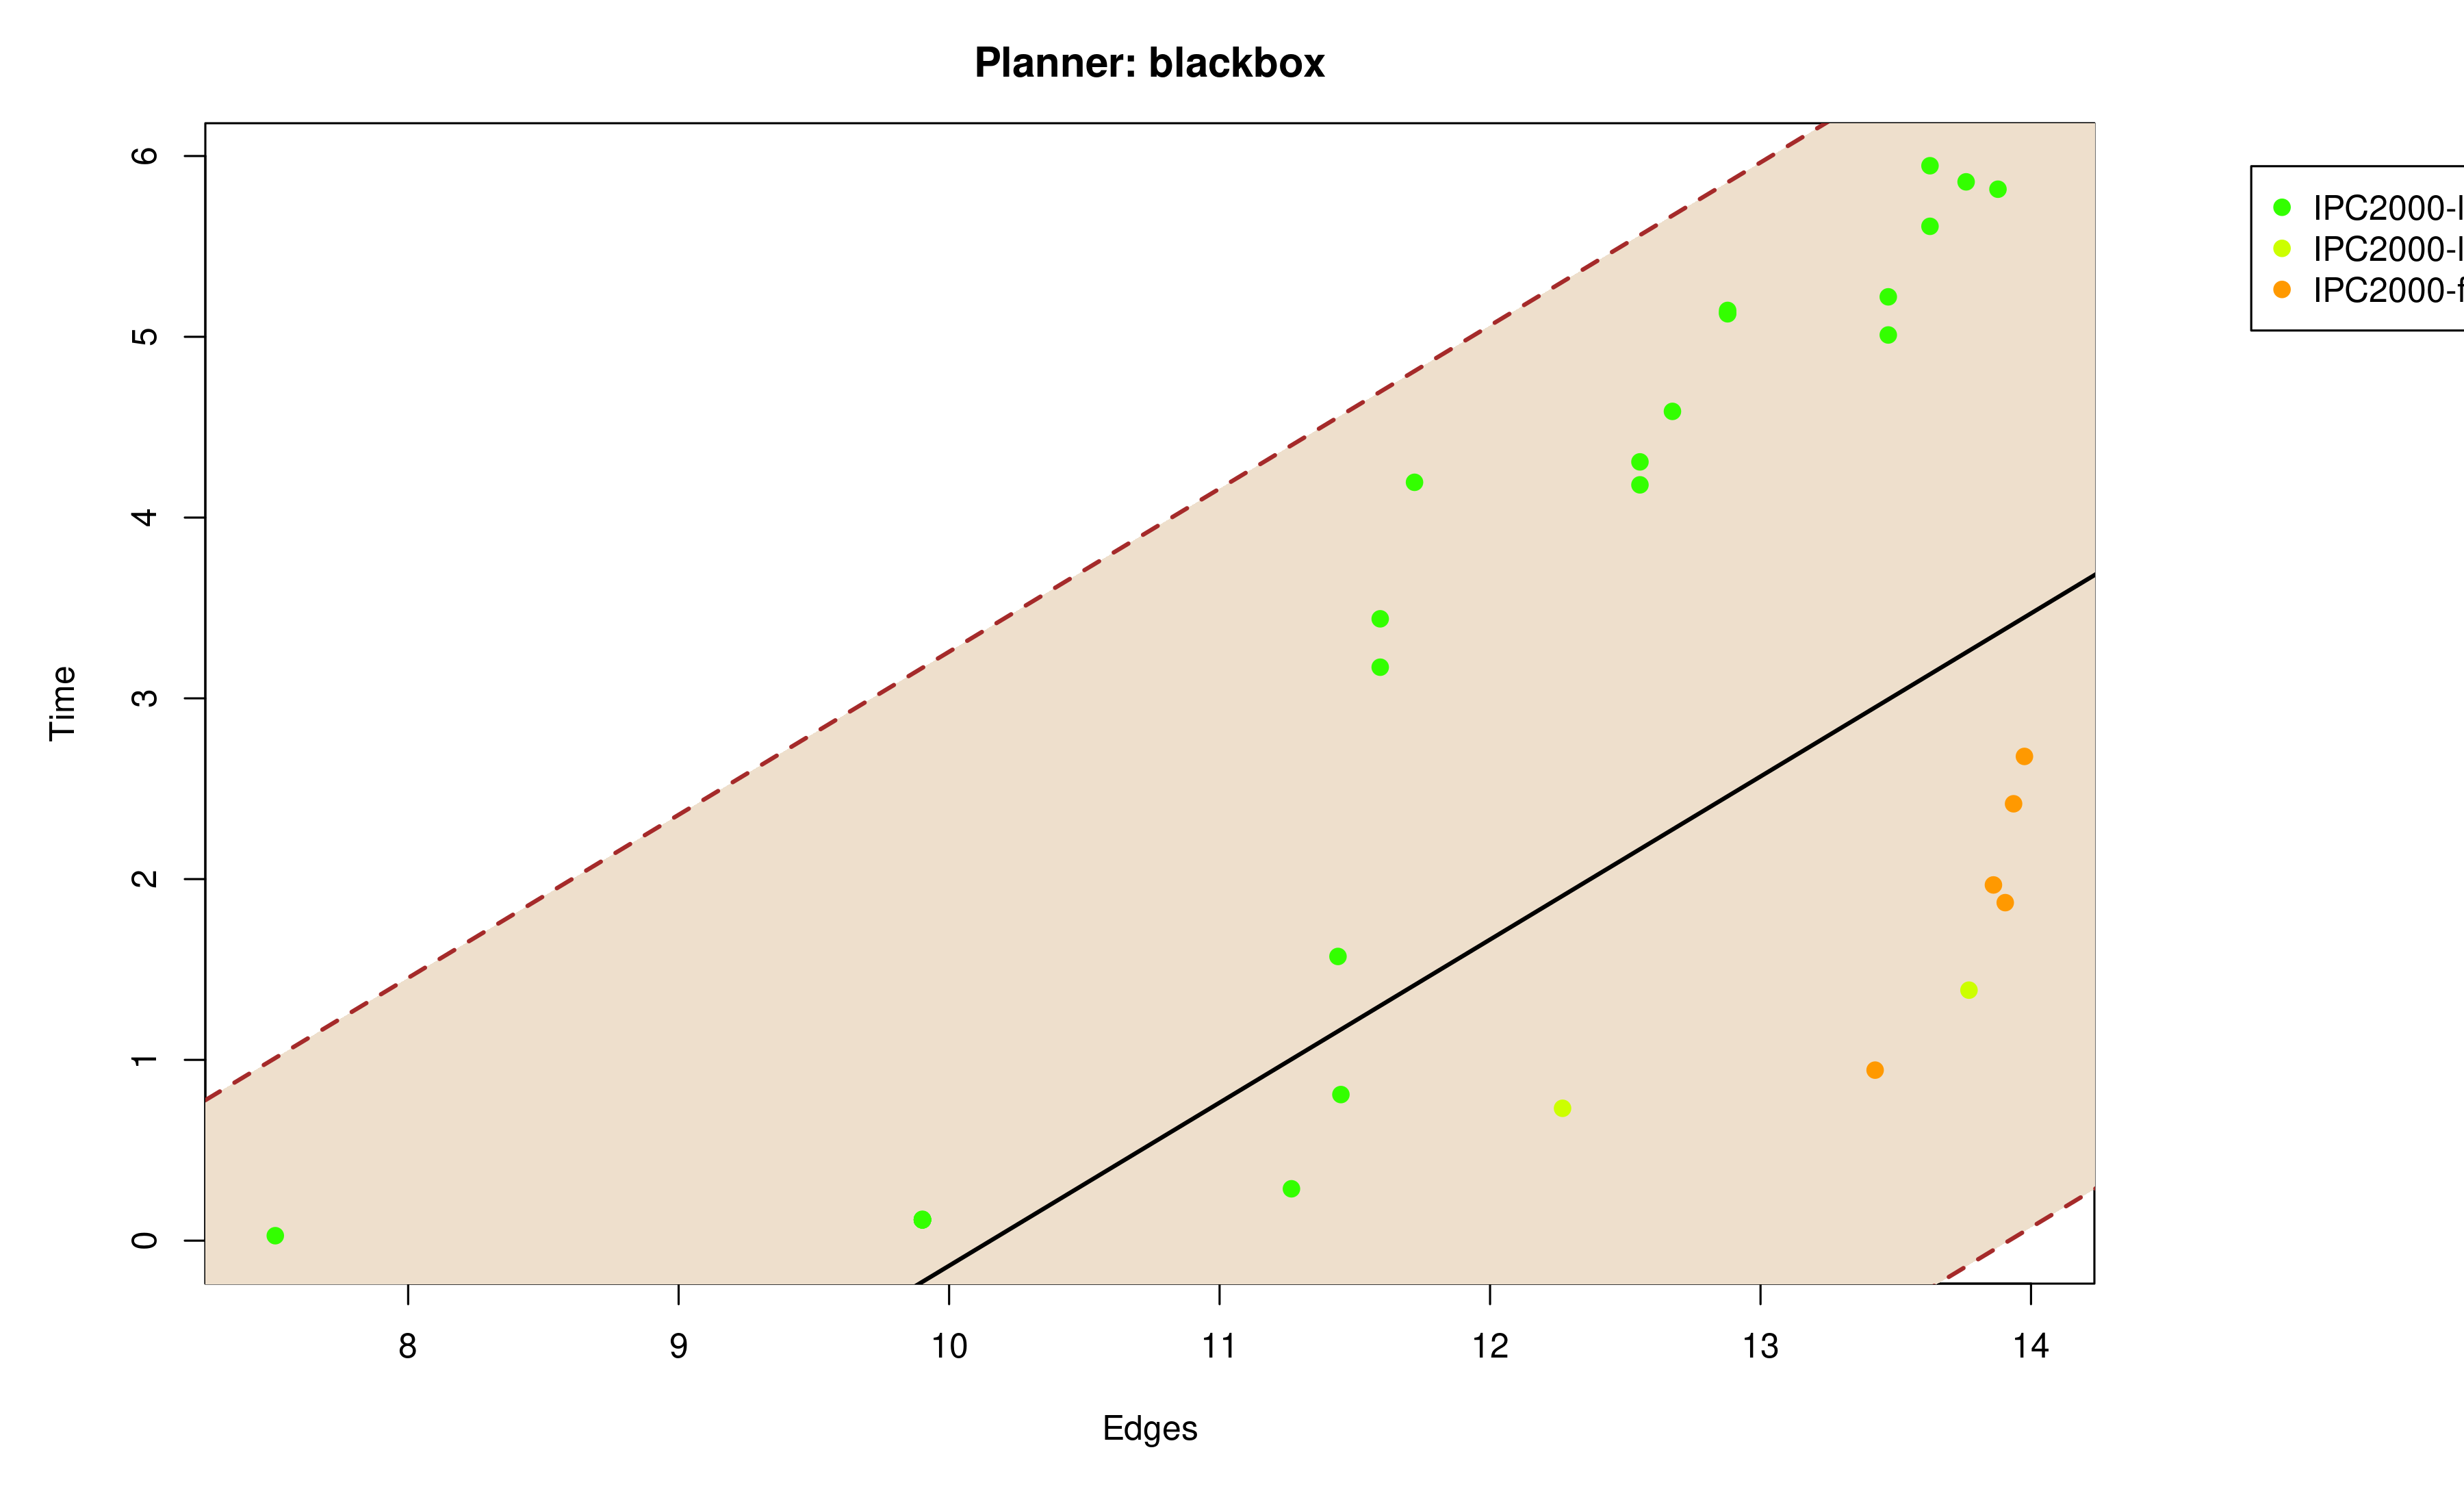 Planner: blackbox
6
5
4
3
2
1
0
Time
8 9 10 11 12 13 14
Edges
IPC2000-
IPC2000-
IPC2000-f